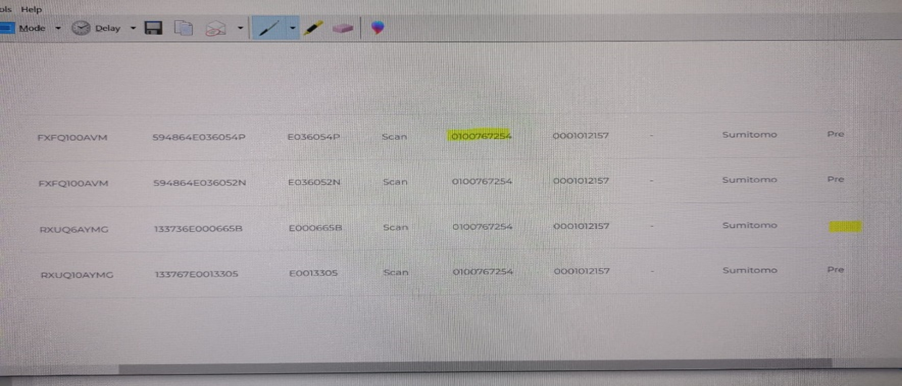 ols Help
Mode Delay
FXFQ100AVM 594864E036054P E036054P Scan 0100767254 0001012157 - Sumitomo Pre
FXFQ100AVM 594864E036052N E036052N Scan 0100767254 0001012157 - Sumitomo Pre
RXUQ6AYMG 133736E000665B E000665B Scan 0100767254 0001012157 - Sumitomo
RXUQ10AYMG 133767E0013305 E0013305 Scan 0100767254 0001012157 - Sumitomo Pre